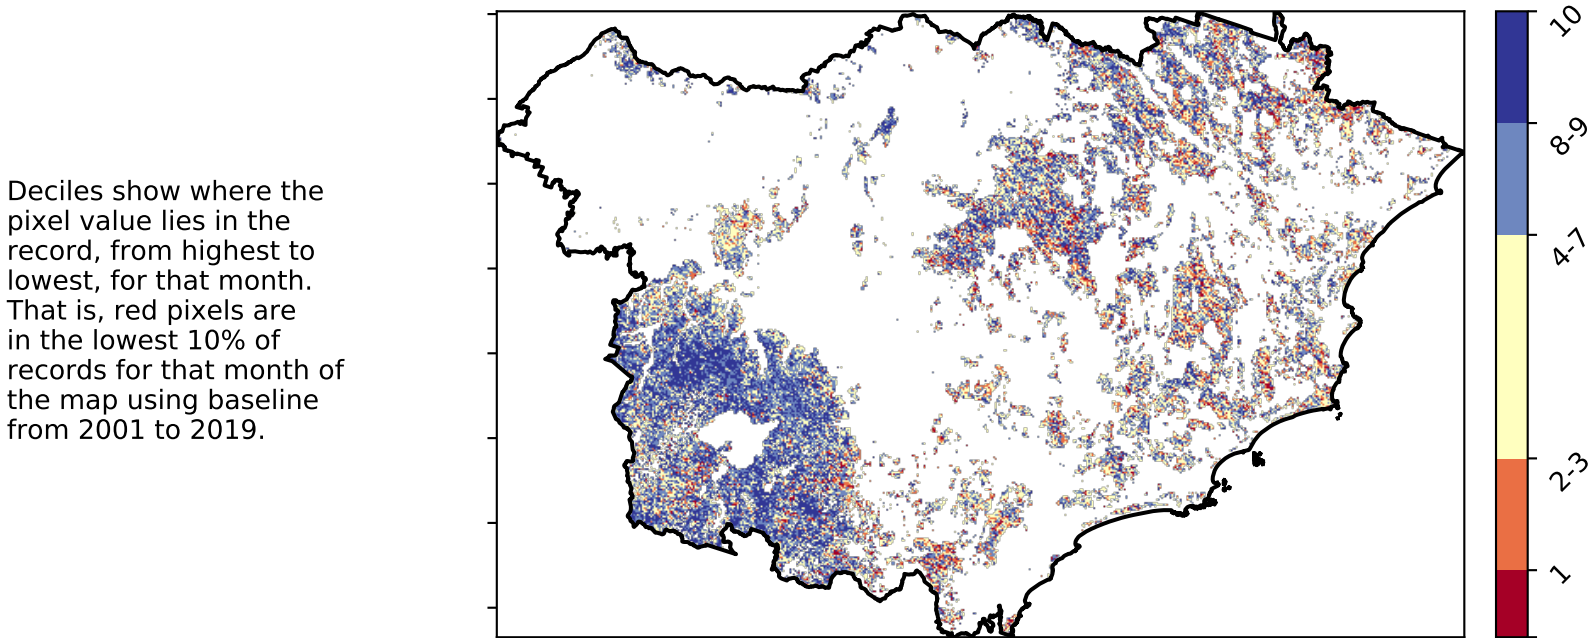 Deciles show where the
pixel value lies in the
record, from highest to
lowest, for that month.
That is, red pixels are
in the lowest 10% of
records for that month of
the map using baseline
from 2001 to 2019.
10
8-9
4-7
2-3
1